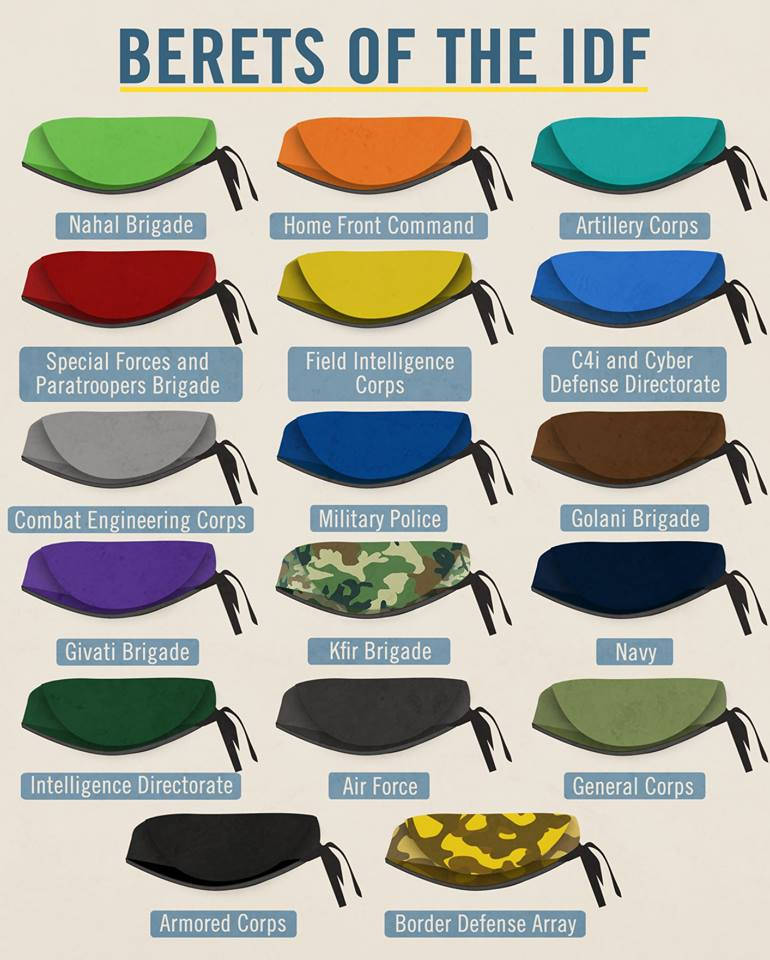 BERETS OF THE IDF
Nahal Brigade
Home Front Command
Artillery Corps
Special Forces and
Paratroopers Brigade
Field Intelligence
Corps
C4i and Cyber
Defense Directorate
Combat Engineering Corps
Military Police
Golani Brigade
Givati Brigade
Kfir Brigade
Navy
Intelligence Directorate
Air Force
General Corps
Armored Corps
Border Defense Array